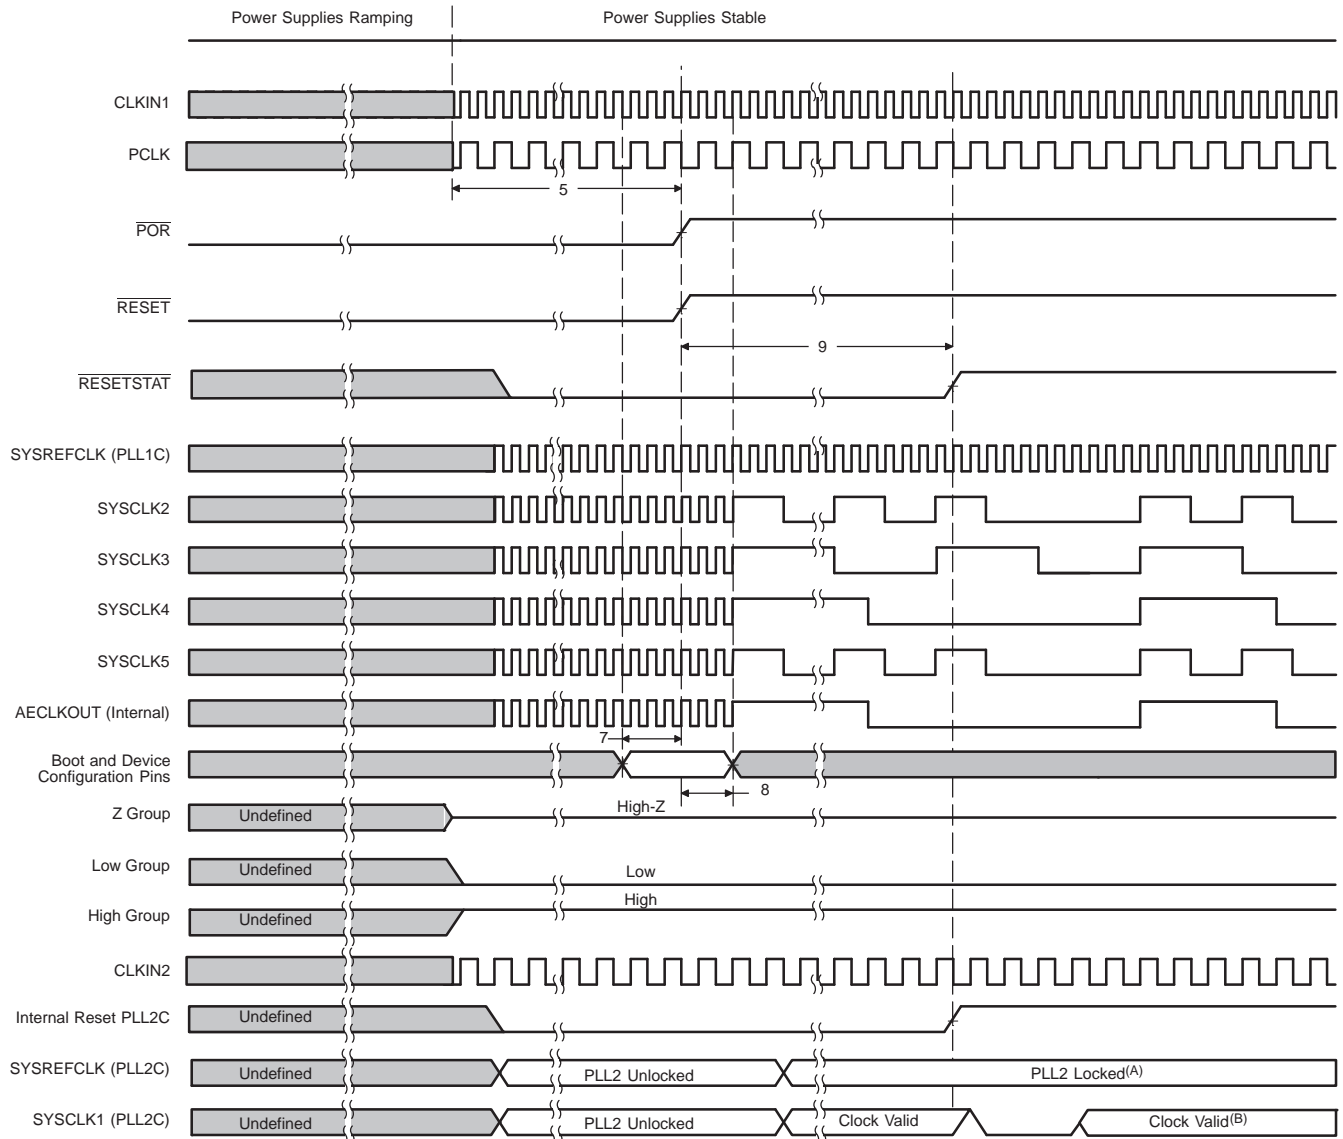 Power Supplies Ramping
Power Supplies Stable
CLKIN1
PCLK
5
POR
RESET
9
RESETSTAT
SYSREFCLK (PLL1C)
SYSCLK2
SYSCLK3
SYSCLK4
SYSCLK5
AECLKOUT (Internal)
7
Boot and Device
Configuration Pins
8
Z Group
Undefined
High-Z
Low Group
Undefined
Low
High Group
Undefined
High
CLKIN2
Internal Reset PLL2C
Undefined
SYSREFCLK (PLL2C)
Undefined
PLL2 Unlocked
PLL2 Locked(A)
SYSCLK1 (PLL2C)
Undefined
PLL2 Unlocked
Clock Valid
Clock Valid(B)